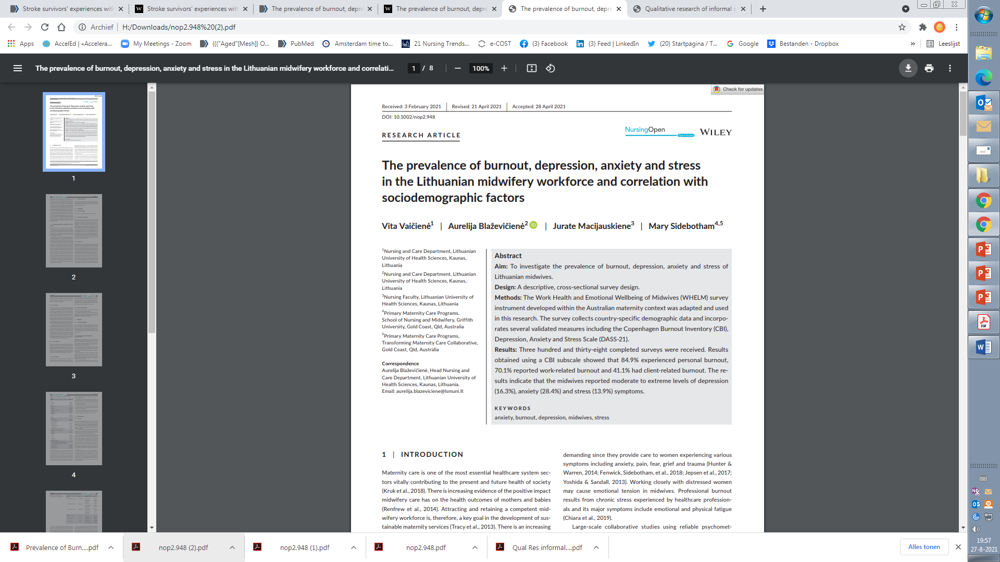 Stroke survivors' experiences with
Stroke survivors' experiences with
The prevalence of burnout, depre
The prevalence of burnout, depre
The prevalence of burnout, depre
Qualitative research of informal c
Archief | H:/Downloads/nop2.948%20(2).pdf
Apps
AccelEd | «Accelera...
My Meetings - Zoom
((("Aged"[Mesh]) O...
PubMed
Amsterdam time to...
21 Nursing Trends...
e-COST
(3) Facebook
(3) Feed | LinkedIn
(20) Startpagina / T...
Google
Bestanden - Dropbox
»
Leeslijst
The prevalence of burnout, depression, anxiety and stress in the Lithuanian midwifery workforce and correlati...
1 / 8
100%
1
2
3
4
Check for updates
Received: 3 February 2021 | Revised: 21 April 2021 | Accepted: 28 April 2021
DOI: 10.1002/nop2.948
RESEARCH ARTICLE
NursingOpen
Open Access
WILEY
The prevalence of burnout, depression, anxiety and stress
in the Lithuanian midwifery workforce and correlation with
sociodemographic factors
Vita Vaičienė1 | Aurelija Blaževičienė2 iD | Jurate Macijauskiene3 | Mary Sidebotham4,5
1Nursing and Care Department, Lithuanian
University of Health Sciences, Kaunas,
Lithuania
2Nursing and Care Department, Lithuanian
University of Health Sciences, Kaunas,
Lithuania
3Nursing Faculty, Lithuanian University of
Health Sciences, Kaunas, Lithuania
4Primary Maternity Care Programs,
School of Nursing and Midwifery, Griffith
University, Gold Coast, Qld, Australia
5Primary Maternity Care Programs,
Transforming Maternity Care Collaborative,
Gold Coast, Qld, Australia
Correspondence
Aurelija Blaževičienė, Head Nursing and
Care Department, Lithuanian University of
Health Sciences, Kaunas, Lithuania.
Email: aurelija.blazeviciene@lsmuni.lt
Abstract
Aim: To investigate the prevalence of burnout, depression, anxiety and stress of
Lithuanian midwives.
Design: A descriptive, cross-sectional survey design.
Methods: The Work Health and Emotional Wellbeing of Midwives (WHELM) survey
instrument developed within the Australian maternity context was adapted and used
in this research. The survey collects country-specific demographic data and incorpo-
rates several validated measures including the Copenhagen Burnout Inventory (CBI),
Depression, Anxiety and Stress Scale (DASS-21).
Results: Three hundred and thirty-eight completed surveys were received. Results
obtained using a CBI subscale showed that 84.9% experienced personal burnout,
70.1% reported work-related burnout and 41.1% had client-related burnout. The re-
sults indicate that the midwives reported moderate to extreme levels of depression
(16.3%), anxiety (28.4%) and stress (13.9%) symptoms.
KEYWORDS
anxiety, burnout, depression, midwives, stress
1 | INTRODUCTION
Maternity care is one of the most essential healthcare system sec-
tors vitally contributing to the present and future health of society
(Kruk et al., 2018). There is increasing evidence of the positive impact
midwifery care has on the health outcomes of mothers and babies
(Renfrew et al., 2014). Attracting and retaining a competent mid-
wifery workforce is, therefore, a key goal in the development of sus-
tainable maternity services (Tracy et al., 2013). There is an increasing
demanding since they provide care to women experiencing various
symptoms including anxiety, pain, fear, grief and trauma (Hunter &
Warren, 2014; Fenwick, Sidebotham, et al., 2018; Jepsen et al., 2017;
Yoshida & Sandall, 2013). Working closely with distressed women
may cause emotional tension in midwives. Professional burnout
results from chronic stress experienced by healthcare profession-
als and its major symptoms include emotional and physical fatigue
(Chiara et al., 2019).
Large-scale collaborative studies using reliable psychomet-
Prevalence of Burn....pdf
nop2.948 (2).pdf
nop2.948 (1).pdf
nop2.948.pdf
Qual Res informal....pdf
Alles tonen
19:57
27-8-2021